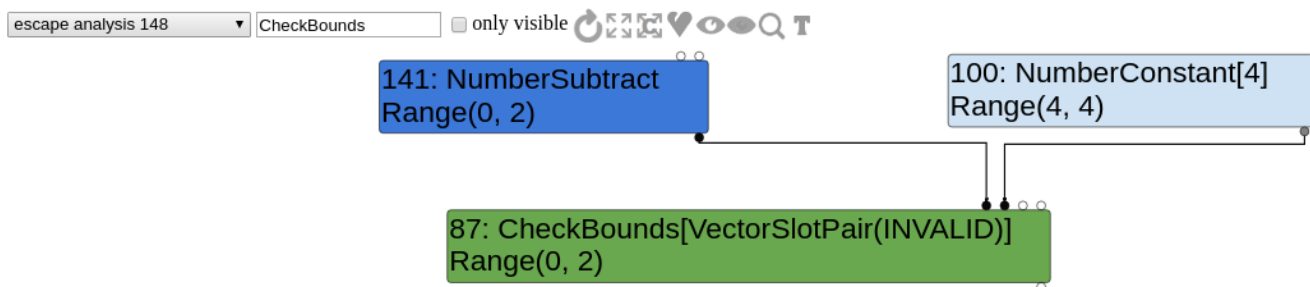 escape analysis 148 CheckBounds only visible T
141: NumberSubtract
Range(0, 2)
100: NumberConstant[4]
Range(4, 4)
87: CheckBounds[VectorSlotPair(INVALID)]
Range(0, 2)